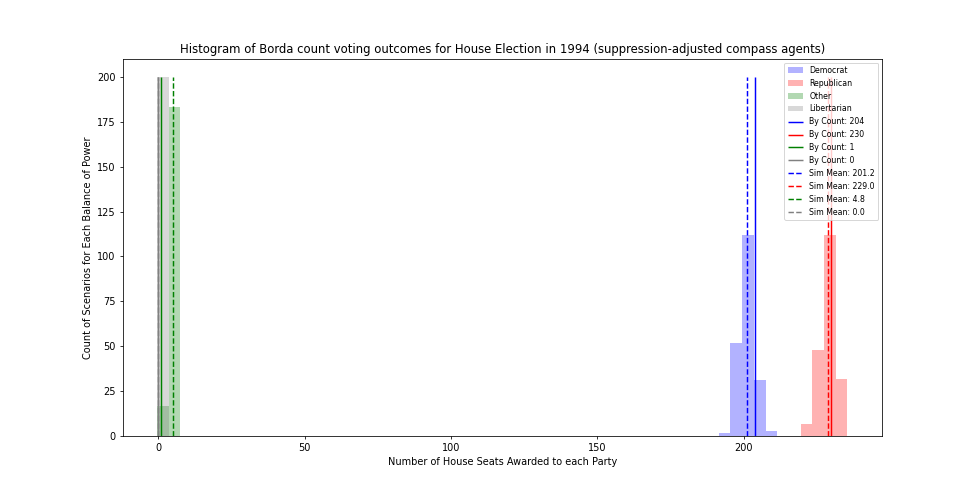 Histogram of Borda count voting outcomes for House Election in 1994 (suppression-adjusted compass agents)
Count of Scenarios for Each Balance of Power
200
175
150
125
100
75
50
25
0
Democrat
Republican
Other
Libertarian
By Count: 204
By Count: 230
By Count: 1
By Count: 0
Sim Mean: 201.2
Sim Mean: 229.0
Sim Mean: 4.8
Sim Mean: 0.0
0
50
100
150
200
Number of House Seats Awarded to each Party